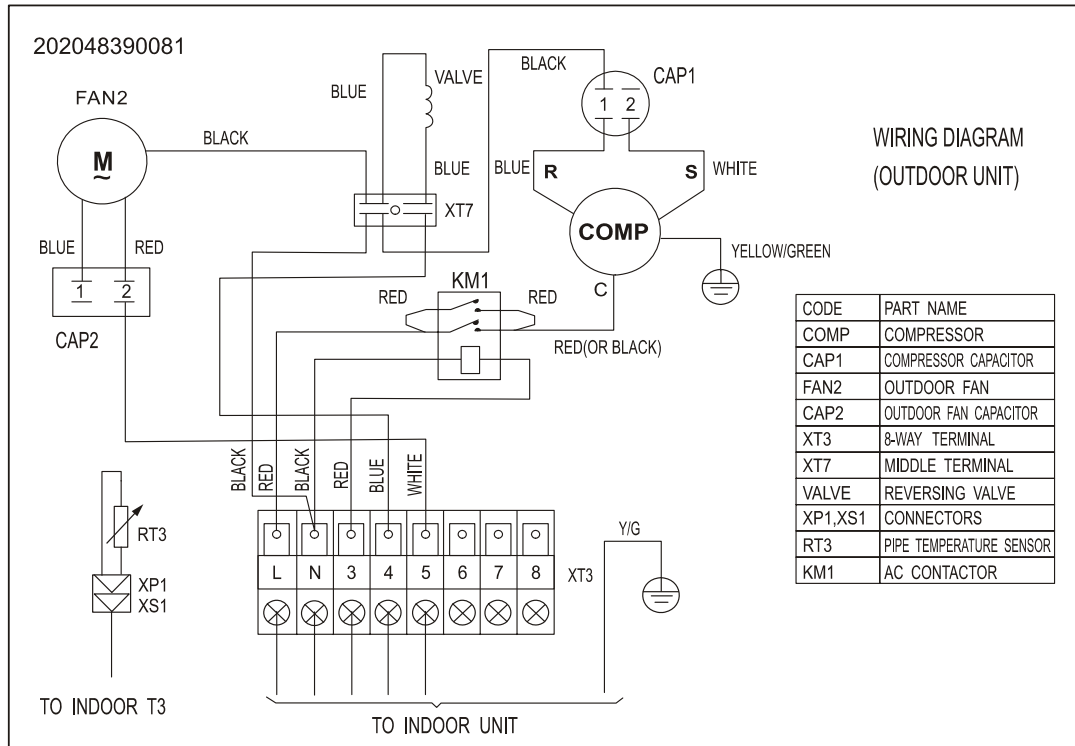 202048390081
FAN2
M
~
BLACK
BLUE
RED
1 2
CAP2
BLUE
VALVE
BLUE
XT7
BLACK
CAP1
1 2
BLUE
R
S
WHITE
COMP
YELLOW/GREEN
C
KM1
RED
RED
RED(OR BLACK)
WIRING DIAGRAM
(OUTDOOR UNIT)
CODE PART NAME
COMP COMPRESSOR
CAP1 COMPRESSOR CAPACITOR
FAN2 OUTDOOR FAN
CAP2 OUTDOOR FAN CAPACITOR
XT3 8-WAY TERMINAL
XT7 MIDDLE TERMINAL
VALVE REVERSING VALVE
XP1,XS1 CONNECTORS
RT3 PIPE TEMPERATURE SENSOR
KM1 AC CONTACTOR
BLACK
RED
BLACK
RED
BLUE
WHITE
L N 3 4 5 6 7 8
XT3
Y/G
RT3
XP1
XS1
TO INDOOR T3
TO INDOOR UNIT